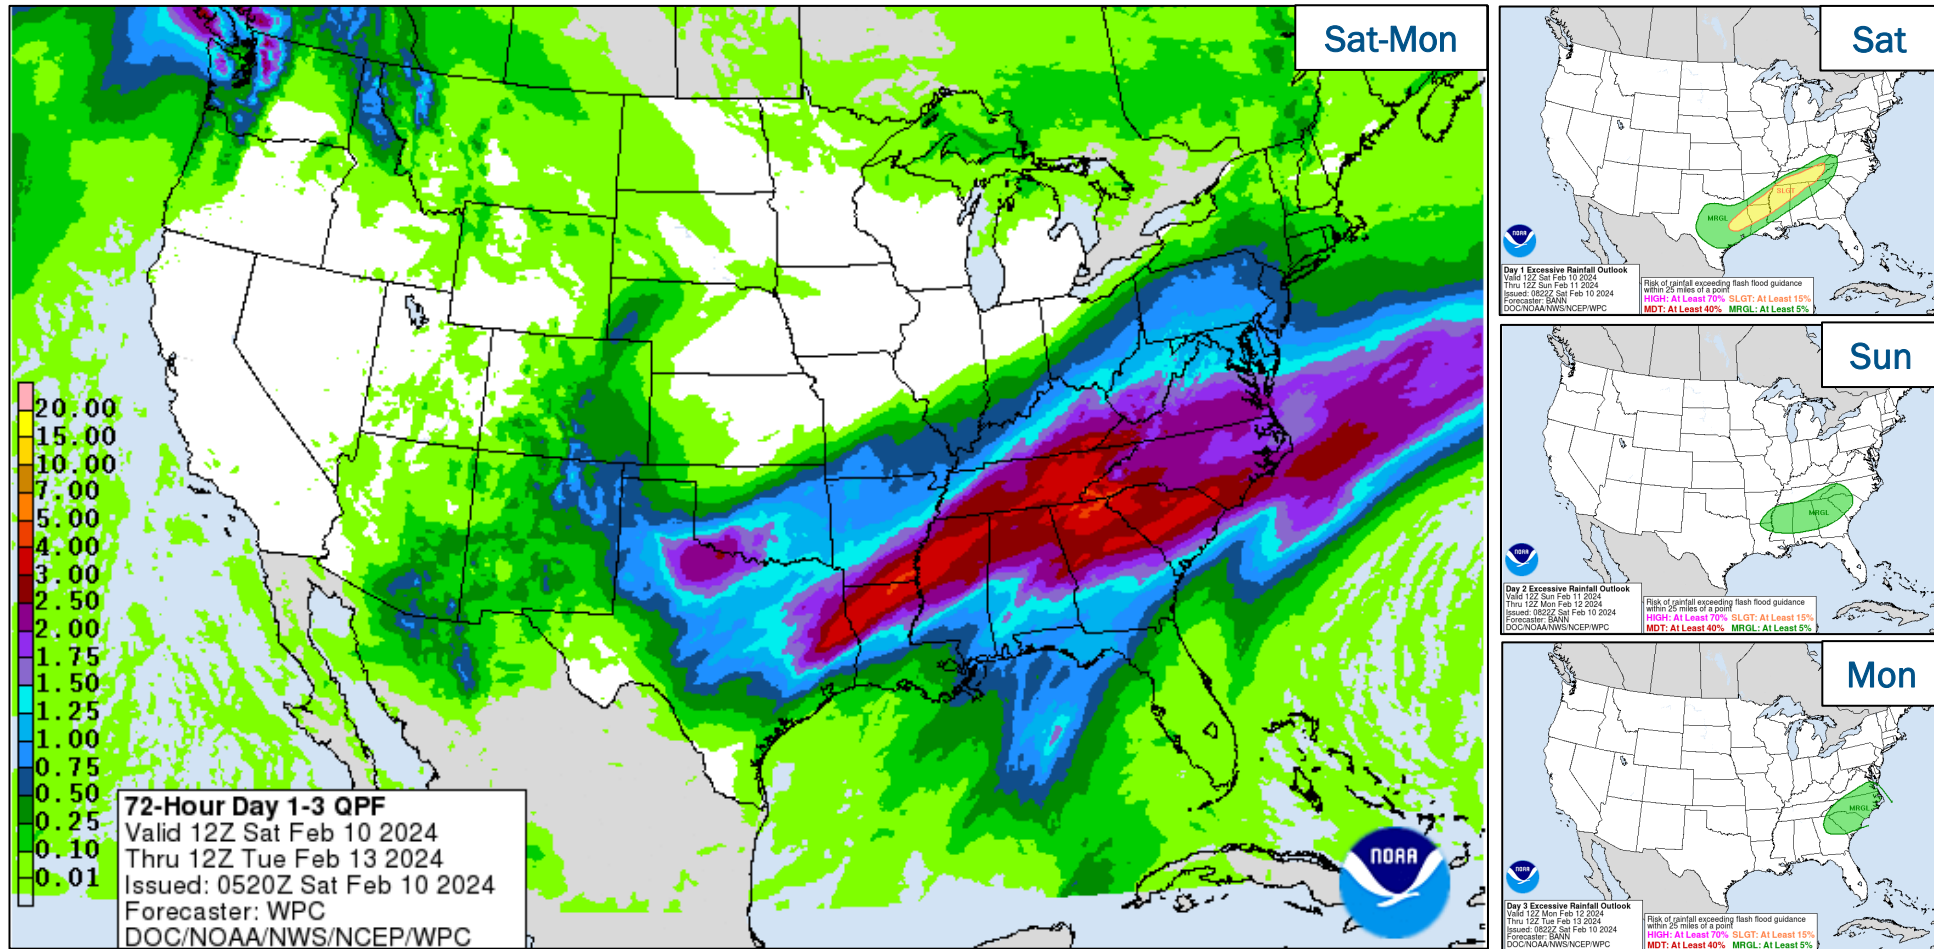 Sat-Mon
20.00
15.00
10.00
7.00
5.00
4.00
3.00
2.50
2.00
1.75
1.50
1.25
1.00
0.75
0.50
0.25
0.10
0.01
72-Hour Day 1-3 QPF
Valid 12Z Sat Feb 10 2024
Thru 12Z Tue Feb 13 2024
Issued: 0520Z Sat Feb 10 2024
Forecaster: WPC
DOC/NOAA/NWS/NCEP/WPC
NOAA
Sat
SLGT
MRGL
NOAA
Day 1 Excessive Rainfall Outlook
Valid 12Z Sat Feb 10 2024
Thru 12Z Sun Feb 11 2024
Issued: 0822Z Sat Feb 10 2024
Forecaster: BANN
DOC/NOAA/NWS/NCEP/WPC
Risk of rainfall exceeding flash flood guidance
within 25 miles of a point
HIGH: At Least 70% SLGT: At Least 15%
MDT: At Least 40% MRGL: At Least 5%
Sun
MRGL
NOAA
Day 2 Excessive Rainfall Outlook
Valid 12Z Sun Feb 11 2024
Thru 12Z Mon Feb 12 2024
Issued: 0822Z Sat Feb 10 2024
Forecaster: BANN
DOC/NOAA/NWS/NCEP/WPC
Risk of rainfall exceeding flash flood guidance
within 25 miles of a point
HIGH: At Least 70% SLGT: At Least 15%
MDT: At Least 40% MRGL: At Least 5%
Mon
MRGL
NOAA
Day 3 Excessive Rainfall Outlook
Valid 12Z Mon Feb 12 2024
Thru 12Z Tue Feb 13 2024
Issued: 0822Z Sat Feb 10 2024
Forecaster: BANN
DOC/NOAA/NWS/NCEP/WPC
Risk of rainfall exceeding flash flood guidance
within 25 miles of a point
HIGH: At Least 70% SLGT: At Least 15%
MDT: At Least 40% MRGL: At Least 5%